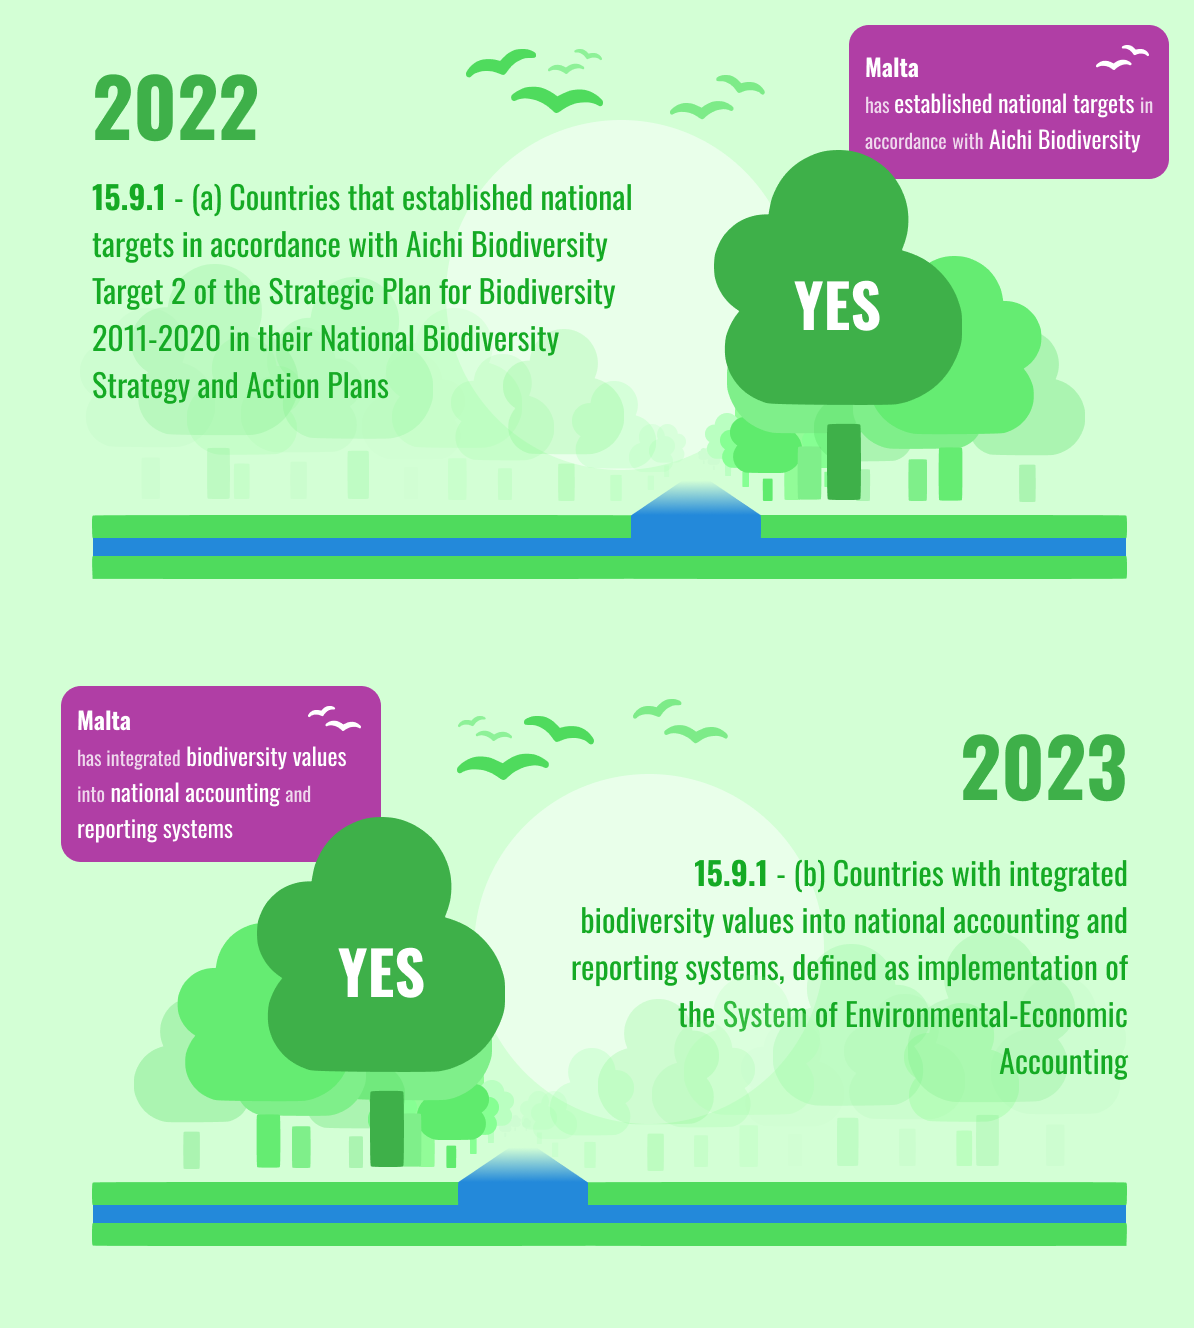 2022
15.9.1 - (a) Countries that established national
targets in accordance with Aichi Biodiversity
Target 2 of the Strategic Plan for Biodiversity
2011-2020 in their National Biodiversity
Strategy and Action Plans
Malta
has established national targets in
accordance with Aichi Biodiversity
YES
Malta
has integrated biodiversity values
into national accounting and
reporting systems
YES
2023
15.9.1 - (b) Countries with integrated
biodiversity values into national accounting and
reporting systems, defined as implementation of
the System of Environmental-Economic
Accounting